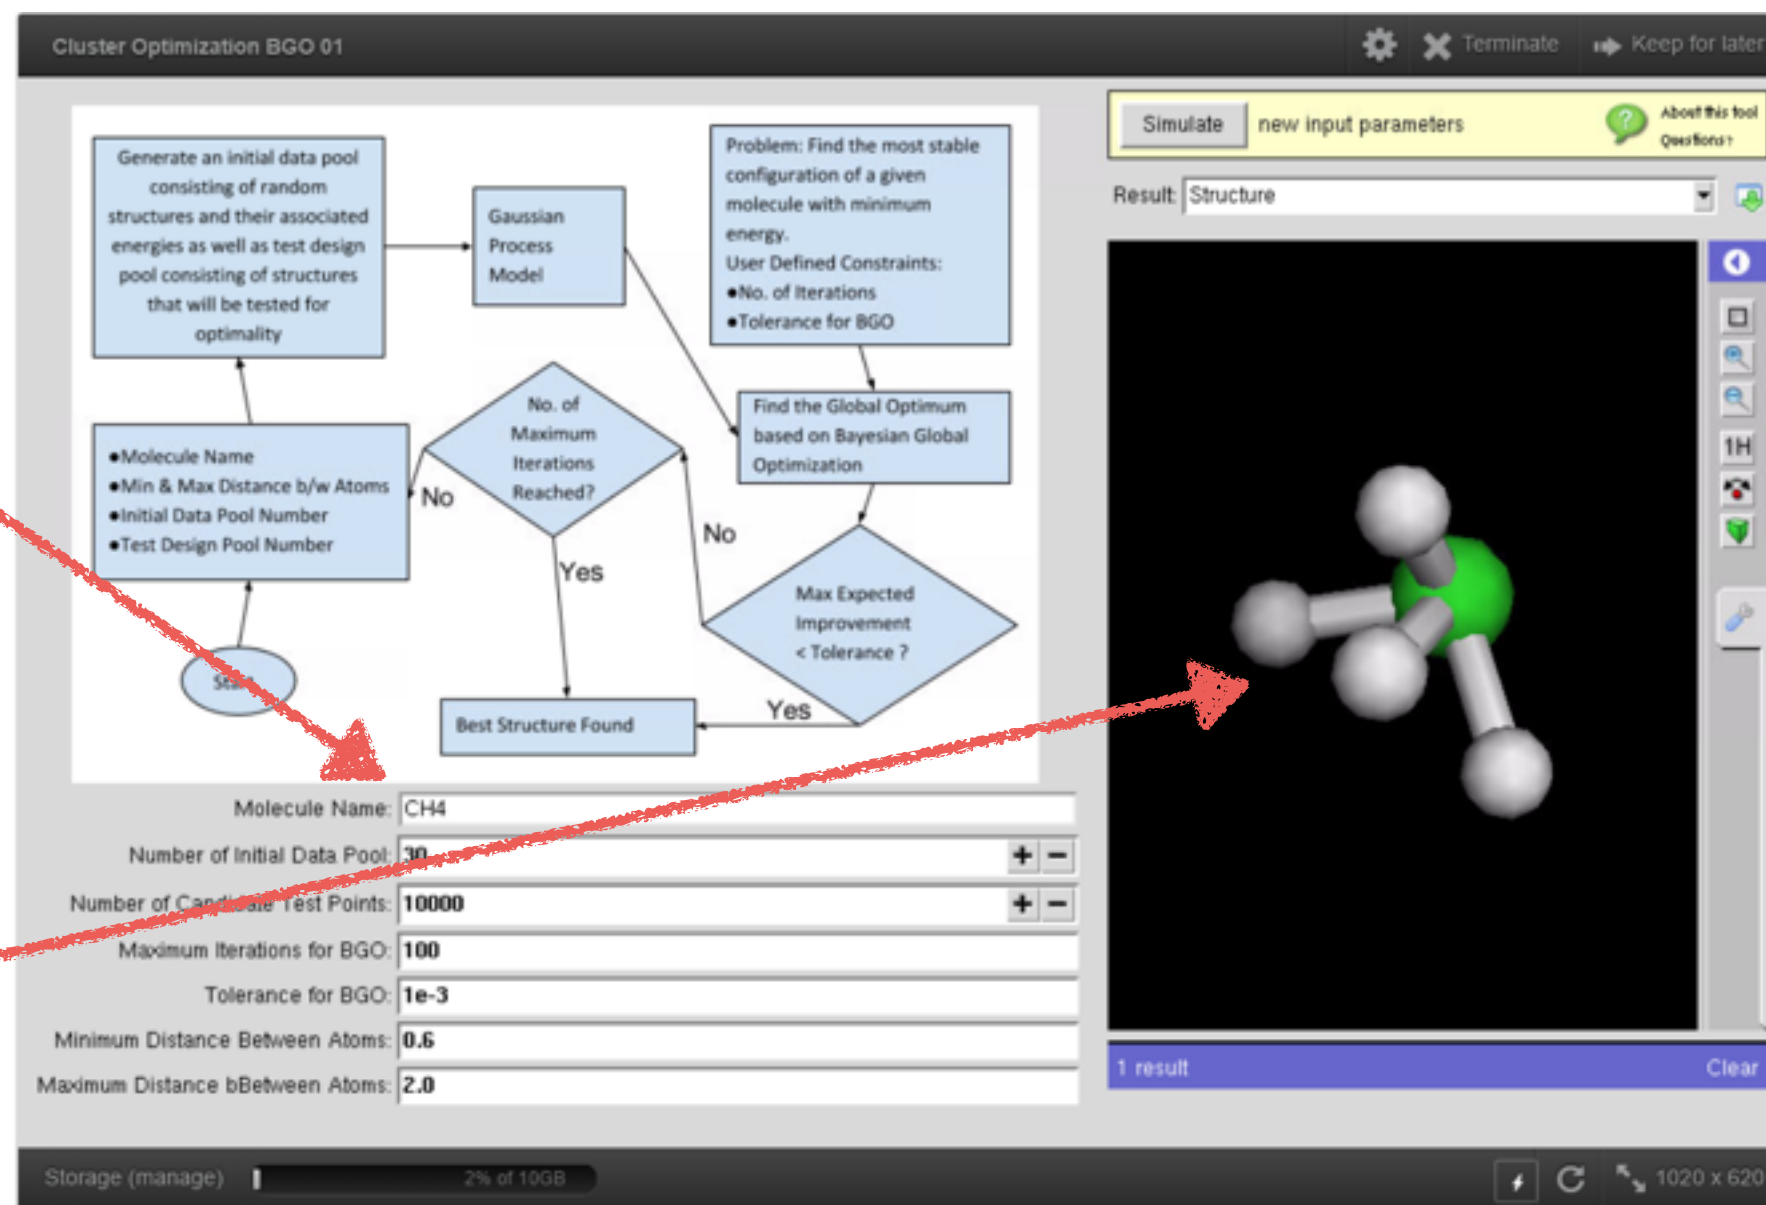 Cluster Optimization BGO 01
Terminate
Keep for later
Generate an initial data pool
consisting of random
structures and their associated
energies as well as test design
pool consisting of structures
that will be tested for
optimality
Gaussian
Process
Model
Problem: Find the most stable
configuration of a given
molecule with minimum
energy.
User Defined Constraints:
●No. of Iterations
●Tolerance for BGO
●Molecule Name
●Min & Max Distance b/w Atoms
●Initial Data Pool Number
●Test Design Pool Number
No. of
Maximum
Iterations
Reached?
Find the Global Optimum
based on Bayesian Global
Optimization
No
No
Yes
Max Expected
Improvement
< Tolerance ?
Start
Best Structure Found
Yes
Molecule Name: CH4
Number of Initial Data Pool: 30
Number of Candidate Test Points: 10000
Maximum Iterations for BGO: 100
Tolerance for BGO: 1e-3
Minimum Distance Between Atoms: 0.6
Maximum Distance bBetween Atoms: 2.0
Simulate new input parameters
? About this tool
Questions?
Result: Structure
1H
1 result Clear
Storage (manage) 2% of 10GB
1020 x 620